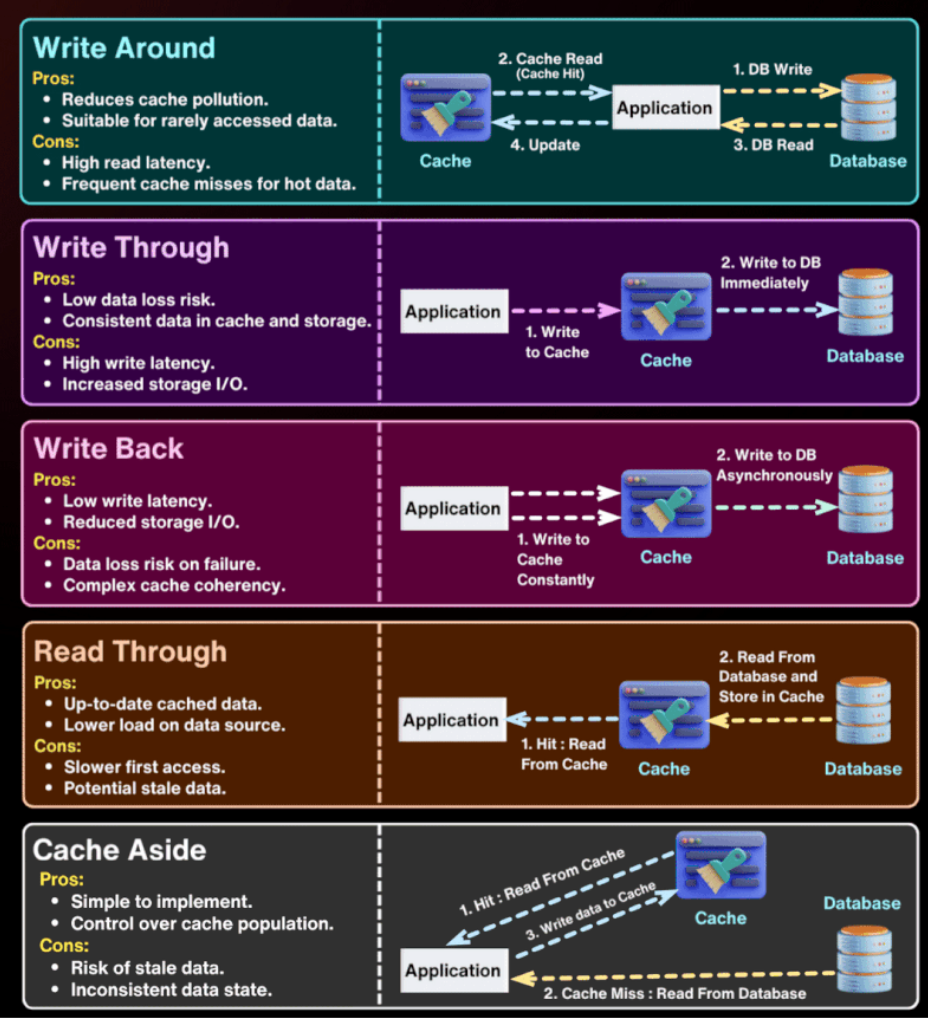 Write Around
Pros:
• Reduces cache pollution.
• Suitable for rarely accessed data.
Cons:
• High read latency.
• Frequent cache misses for hot data.
2. Cache Read
(Cache Hit)
4. Update
Cache
Application
1. DB Write
3. DB Read
Database
Write Through
Pros:
• Low data loss risk.
• Consistent data in cache and storage.
Cons:
• High write latency.
• Increased storage I/O.
Application
1. Write
to Cache
Cache
2. Write to DB
Immediately
Database
Write Back
Pros:
• Low write latency.
• Reduced storage I/O.
Cons:
• Data loss risk on failure.
• Complex cache coherency.
Application
1. Write to
Cache
Constantly
Cache
2. Write to DB
Asynchronously
Database
Read Through
Pros:
• Up-to-date cached data.
• Lower load on data source.
Cons:
• Slower first access.
• Potential stale data.
Application
1. Hit : Read
From Cache
Cache
2. Read From
Database and
Store in Cache
Database
Cache Aside
Pros:
• Simple to implement.
• Control over cache population.
Cons:
• Risk of stale data.
• Inconsistent data state.
1. Hit : Read From Cache
3. Write data to Cache
Cache
Application
2. Cache Miss : Read From Database
Database